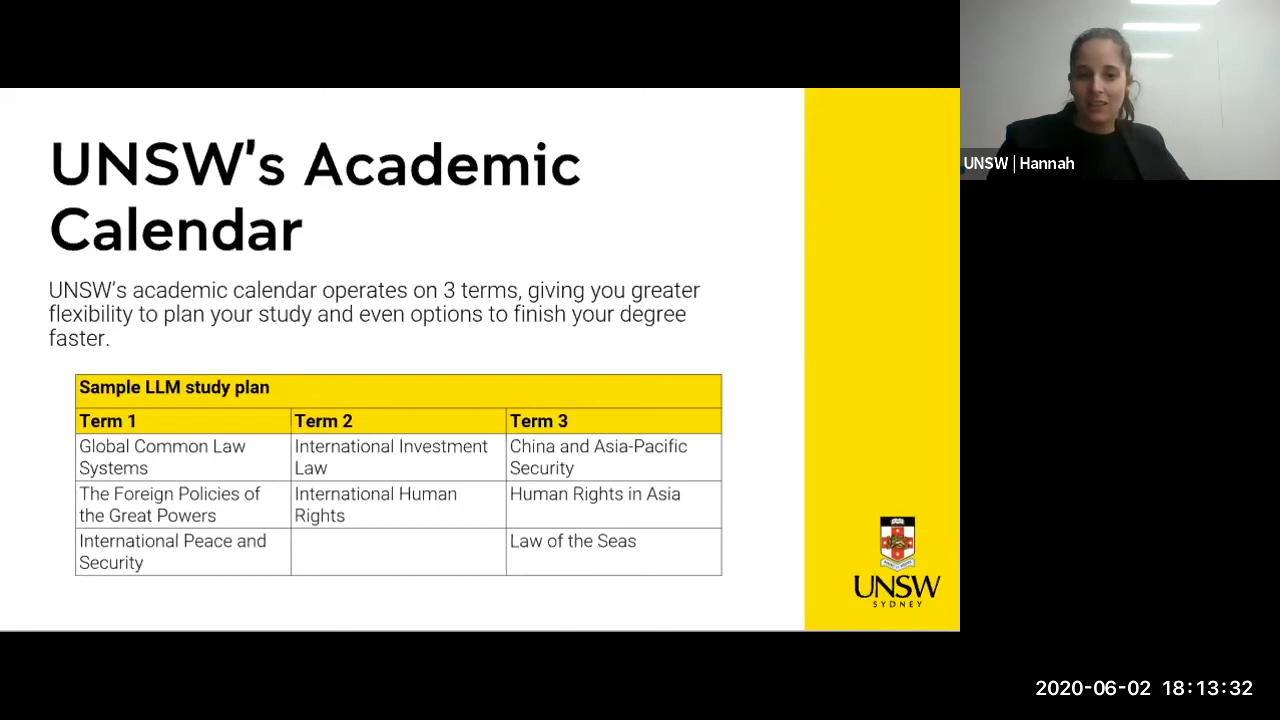 UNSW's Academic
Calendar
UNSW's academic calendar operates on 3 terms, giving you greater
flexibility to plan your study and even options to finish your degree
faster.
Sample LLM study plan
Term 1
Term 2
Term 3
Global Common Law
Systems
International Investment
Law
China and Asia-Pacific
Security
The Foreign Policies of
the Great Powers
International Human
Rights
Human Rights in Asia
International Peace and
Security
Law of the Seas
UNSW
SYDNEY
UNSW | Hannah
2020-06-02 18:13:32